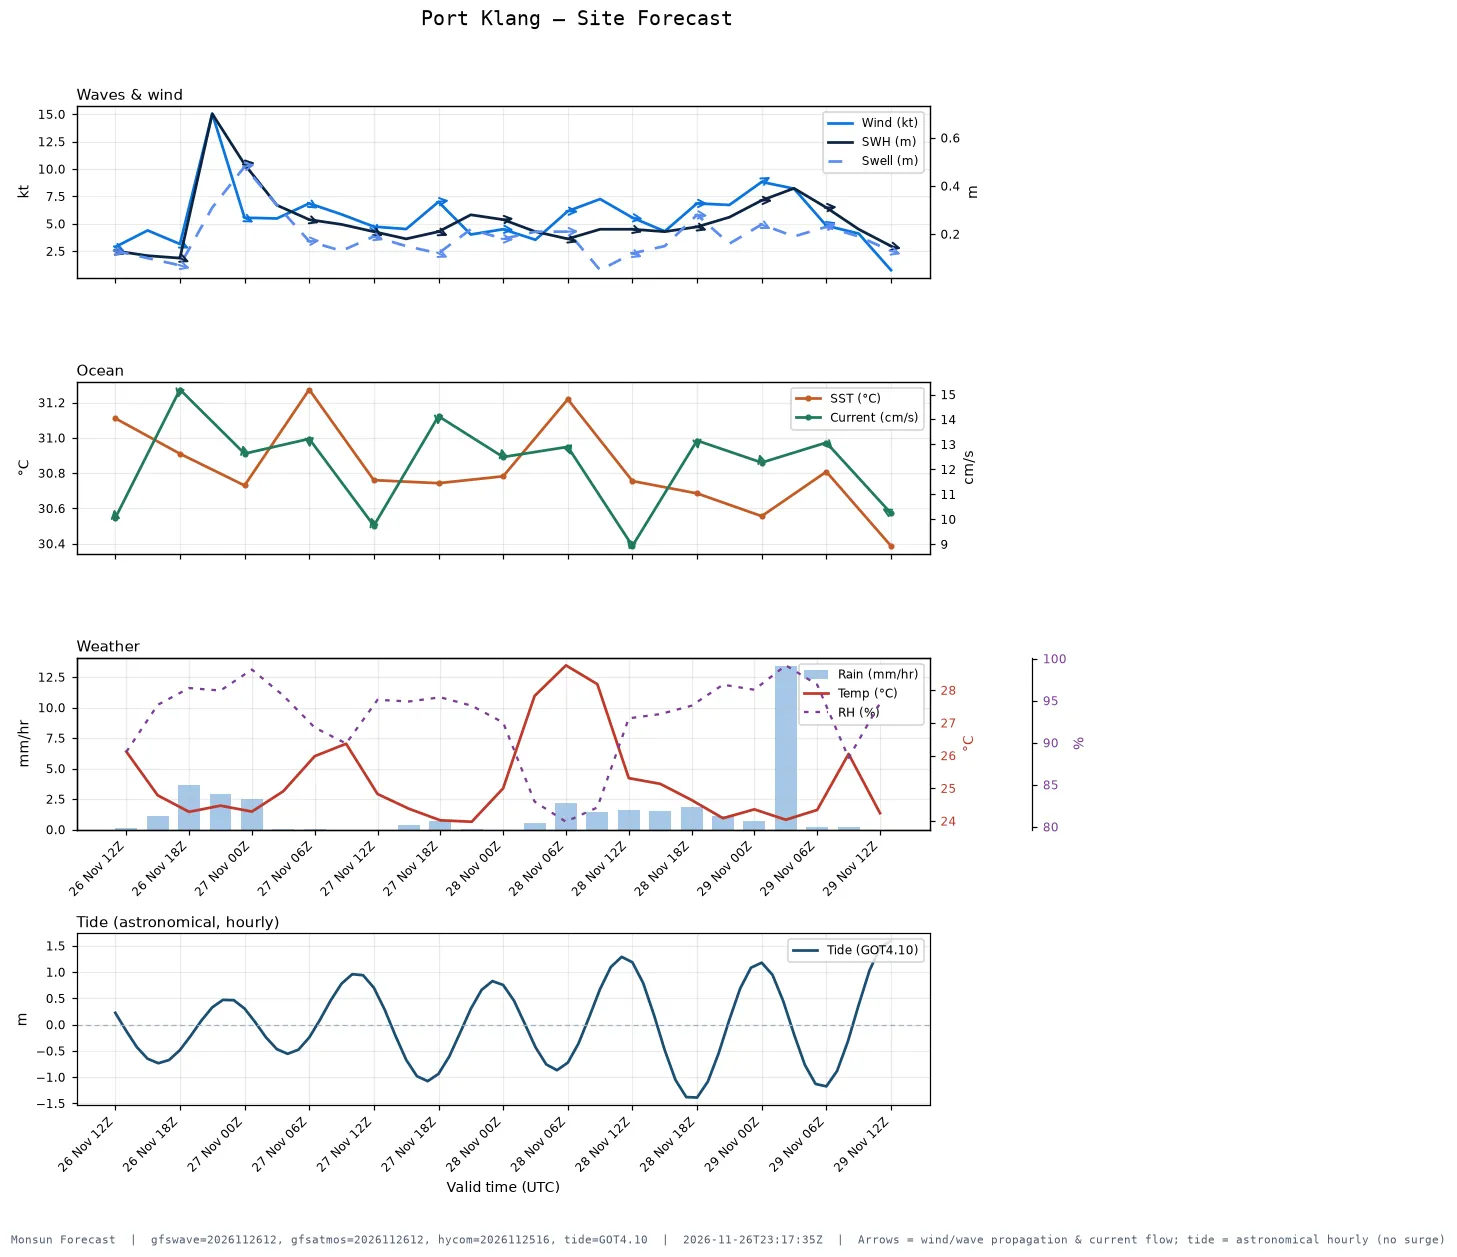 Port Klang — Site Forecast
Waves & wind
15.0
12.5
10.0
7.5
5.0
2.5
kt
0.6
0.4
0.2
m
Wind (kt)
SWH (m)
Swell (m)
Ocean
31.2
31.0
30.8
30.6
30.4
°C
15
14
13
12
11
10
9
cm/s
SST (°C)
Current (cm/s)
Weather
12.5
10.0
7.5
5.0
2.5
0.0
mm/hr
28
27
26
25
24
°C
100
95
90
85
80
%
Rain (mm/hr)
Temp (°C)
RH (%)
26 Nov 12Z
26 Nov 18Z
27 Nov 00Z
27 Nov 06Z
27 Nov 12Z
27 Nov 18Z
28 Nov 00Z
28 Nov 06Z
28 Nov 12Z
28 Nov 18Z
29 Nov 00Z
29 Nov 06Z
29 Nov 12Z
Tide (astronomical, hourly)
1.5
1.0
0.5
0.0
−0.5
−1.0
−1.5
m
Tide (GOT4.10)
26 Nov 12Z
26 Nov 18Z
27 Nov 00Z
27 Nov 06Z
27 Nov 12Z
27 Nov 18Z
28 Nov 00Z
28 Nov 06Z
28 Nov 12Z
28 Nov 18Z
29 Nov 00Z
29 Nov 06Z
29 Nov 12Z
Valid time (UTC)
Monsun Forecast | gfswave=2026112612, gfsatmos=2026112612, hycom=2026112516, tide=GOT4.10 | 2026-11-26T23:17:35Z | Arrows = wind/wave propagation & current flow; tide = astronomical hourly (no surge)